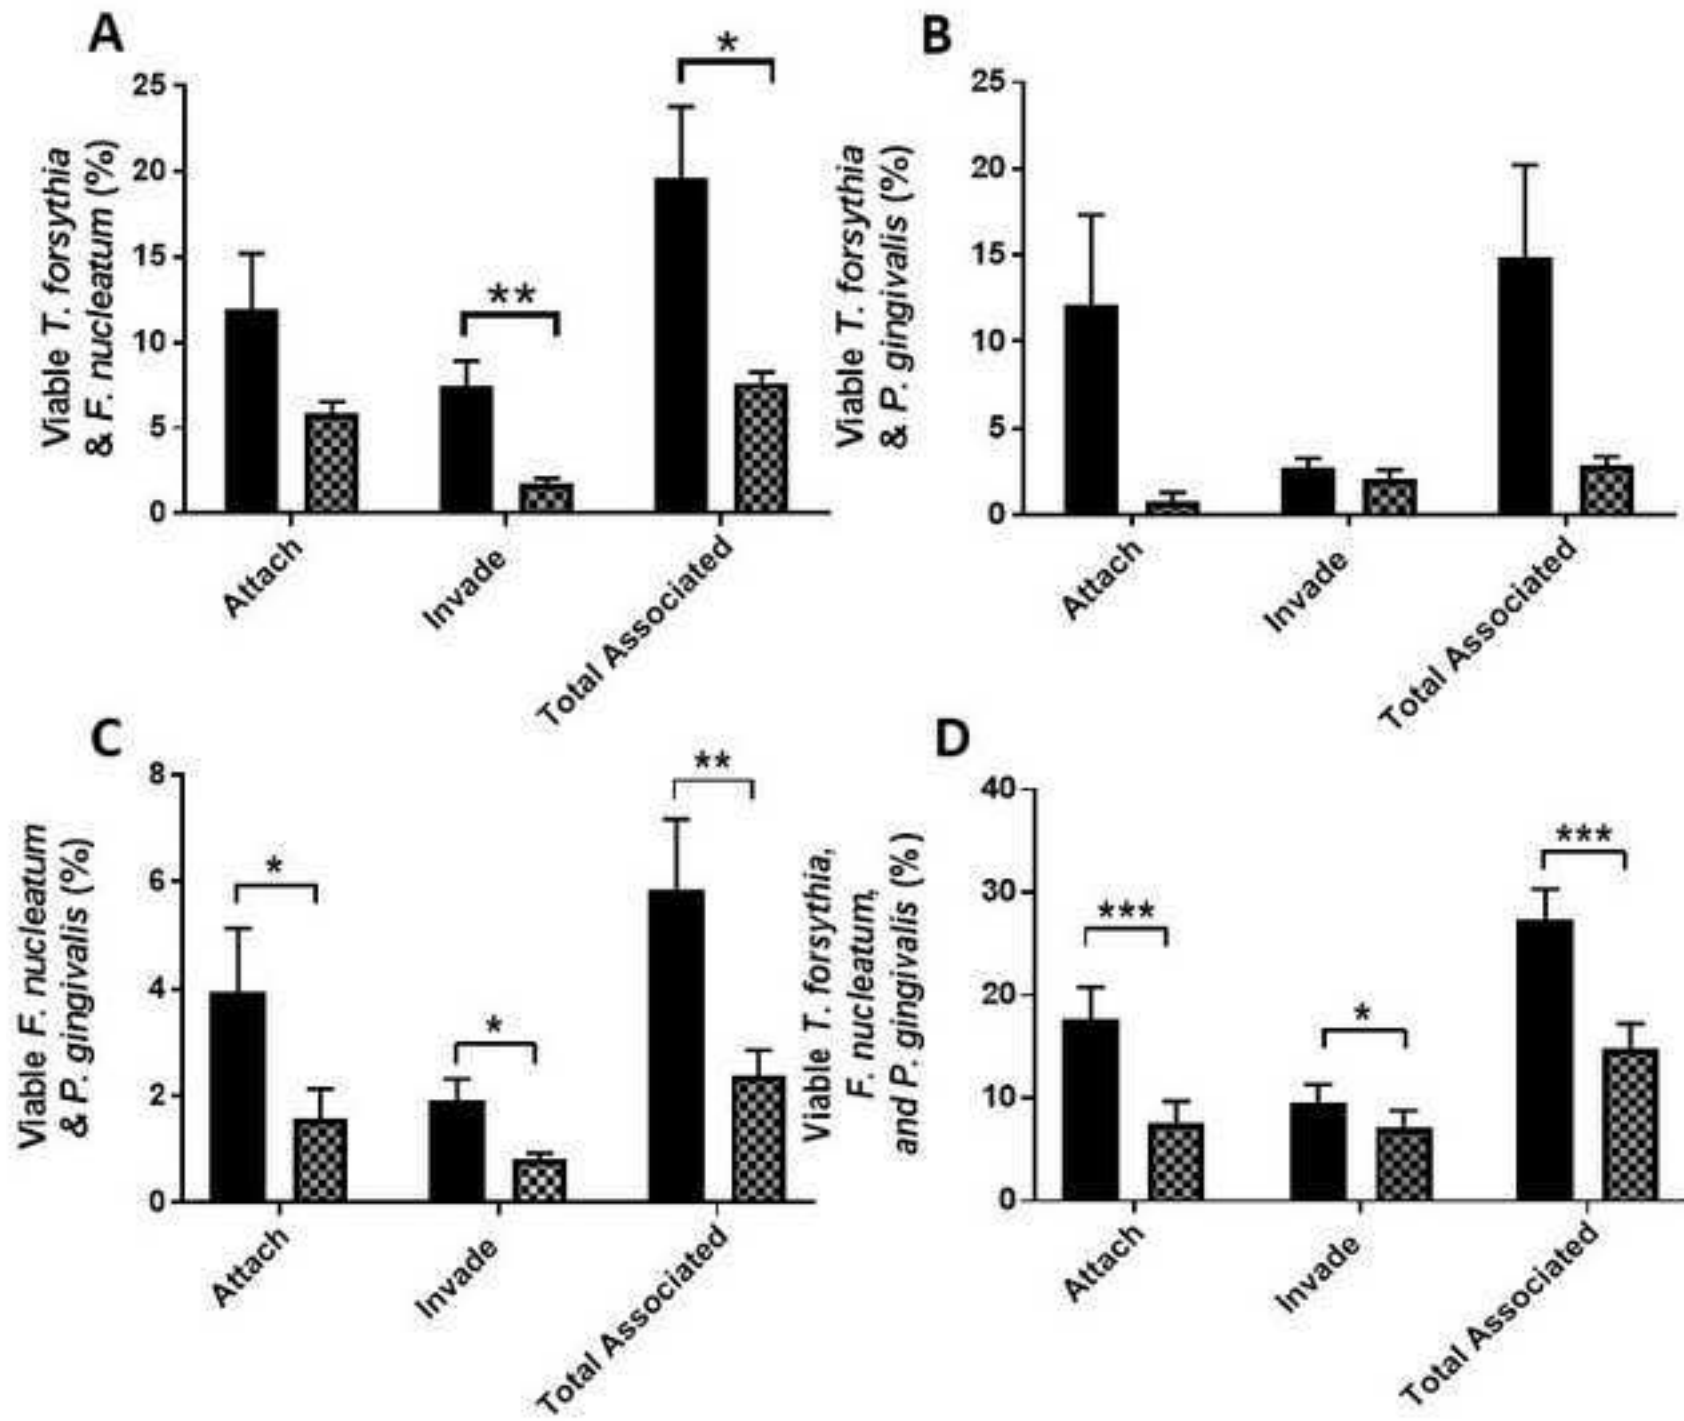 A
Viable T. forsythia
& F. nucleatum (%)
25
20
15
10
5
0
**
*
Attach
Invade
Total Associated
B
Viable T. forsythia
& P. gingivalis (%)
25
20
15
10
5
0
Attach
Invade
Total Associated
C
Viable F. nucleatum
& P. gingivalis (%)
8
6
4
2
0
*
*
**
Attach
Invade
Total Associated
D
Viable T. forsythia,
F. nucleatum,
and P. gingivalis (%)
40
30
20
10
0
***
*
***
Attach
Invade
Total Associated